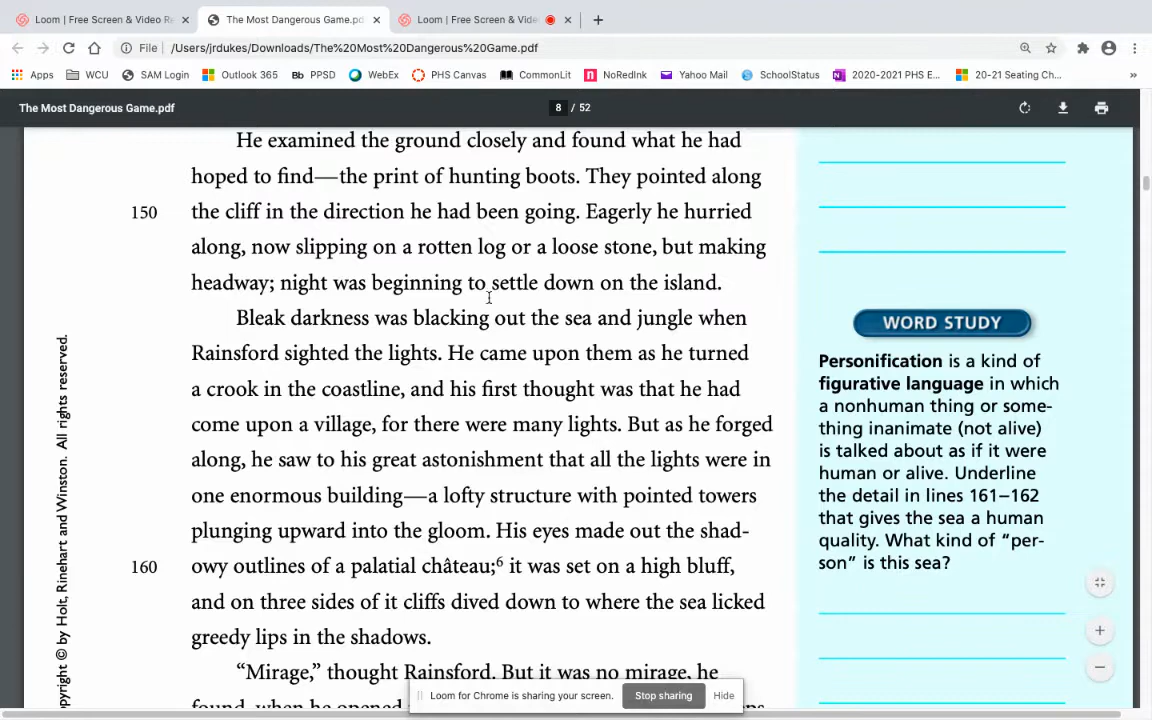 Loom | Free Screen & Video Re
The Most Dangerous Game.pd
Loom | Free Screen & Vide
File
/Users/jrdukes/Downloads/The%20Most%20Dangerous%20Game.pdf
Apps
WCU
SAM Login
Outlook 365
Bb PPSD
WebEx
PHS Canvas
CommonLit
NoRedInk
Yahoo Mail
SchoolStatus
2020-2021 PHS E...
20-21 Seating Ch...
»
The Most Dangerous Game.pdf
8 / 52
He examined the ground closely and found what he had
hoped to find—the print of hunting boots. They pointed along
150 the cliff in the direction he had been going. Eagerly he hurried
along, now slipping on a rotten log or a loose stone, but making
headway; night was beginning to settle down on the island.
Bleak darkness was blacking out the sea and jungle when
Rainsford sighted the lights. He came upon them as he turned
a crook in the coastline, and his first thought was that he had
come upon a village, for there were many lights. But as he forged
along, he saw to his great astonishment that all the lights were in
one enormous building—a lofty structure with pointed towers
plunging upward into the gloom. His eyes made out the shad-
160 owy outlines of a palatial château;⁶ it was set on a high bluff,
and on three sides of it cliffs dived down to where the sea licked
greedy lips in the shadows.
"Mirage," thought Rainsford. But it was no mirage, he
found, when he opened
pyright © by Holt, Rinehart and Winston. All rights reserved.
WORD STUDY
Personification is a kind of
figurative language in which
a nonhuman thing or some-
thing inanimate (not alive)
is talked about as if it were
human or alive. Underline
the detail in lines 161–162
that gives the sea a human
quality. What kind of "per-
son" is this sea?
Loom for Chrome is sharing your screen.
Stop sharing
Hide